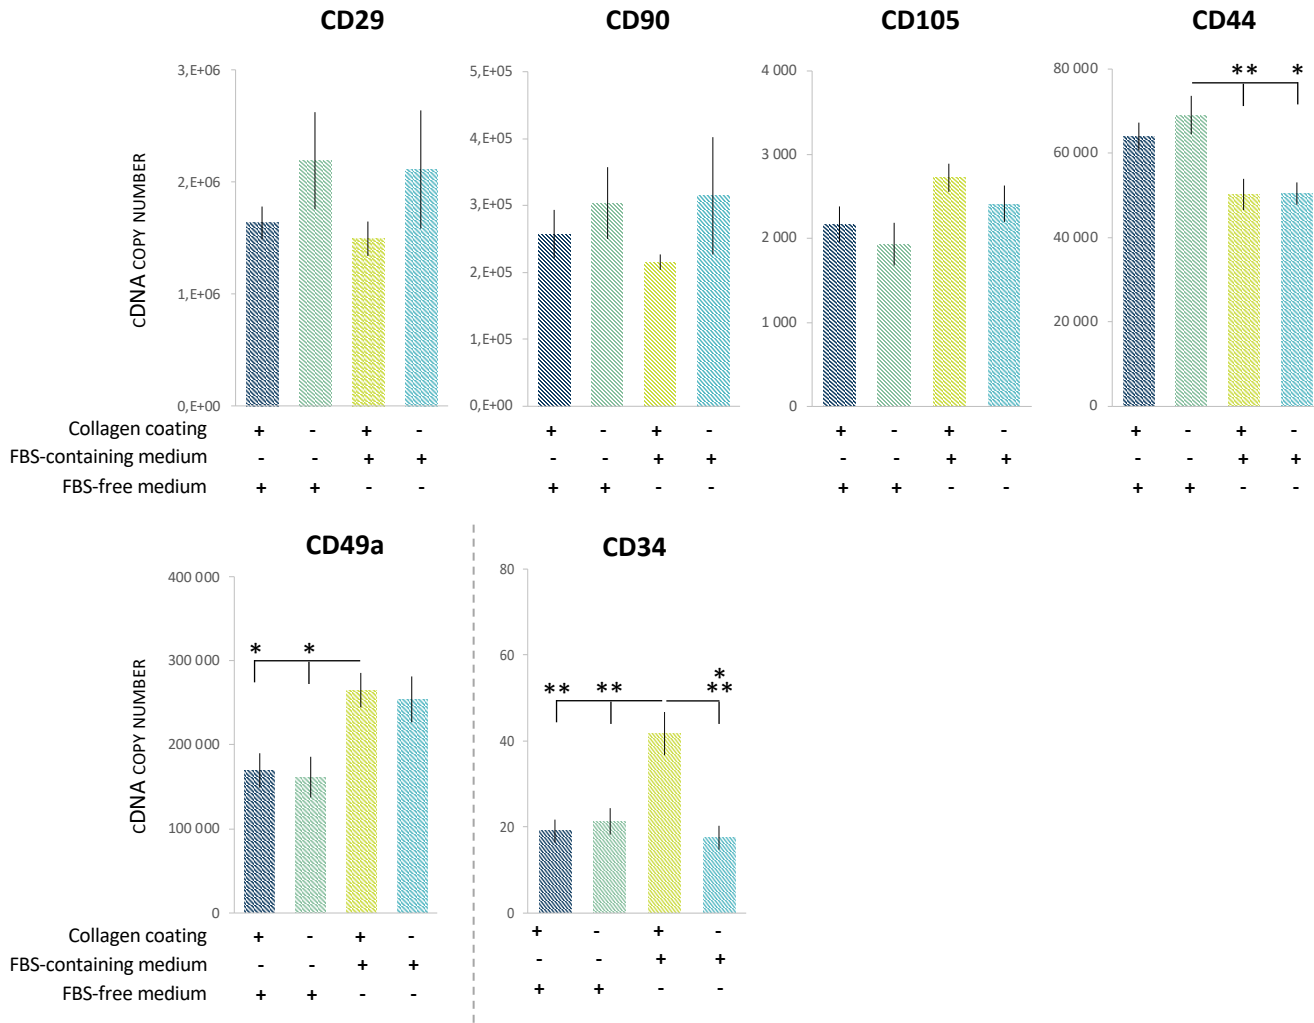 CD29
CD90
CD105
CD44
cDNA COPY NUMBER
3,E+06
2,E+06
1,E+06
0,E+00
5,E+05
4,E+05
3,E+05
2,E+05
1,E+05
0,E+00
4 000
3 000
2 000
1 000
0
80 000
60 000
40 000
20 000
0
** *
Collagen coating + - + - + - + - + - + - + - + -
FBS-containing medium - - + + - - + + - - + + - - + +
FBS-free medium + + - - + + - - + + - - + + - -
CD49a
CD34
cDNA COPY NUMBER
400 000
300 000
200 000
100 000
0
* *
80
60
40
20
0
*
** ** **
Collagen coating + - + - + - + -
FBS-containing medium - - + + - - + +
FBS-free medium + + - - + + - -